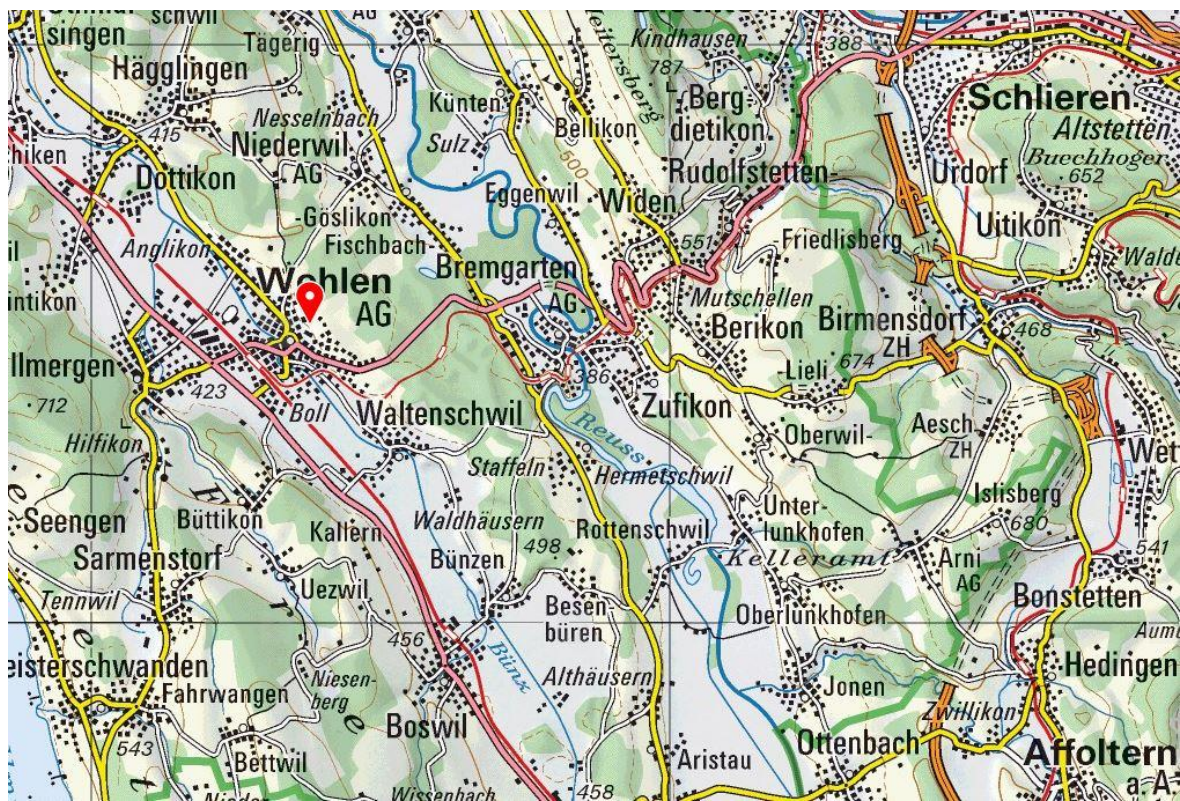 singen
schwil
AG
Tägerig
Hägglingen
Künten
Sulz
Bellikon
Kindhausen
787
388
Berg-
dietikon
Schlieren
Altstetten
Buechhoger
652
415
Nesselnbach
Niederwil
AG
Dottikon
500
Eggenwil
Widen
Rudolfstetten-
Urdorf
Uitikon
-Göslikon
Fischbach-
Anglikon
551
-Friedlisberg
Wohlen
AG
Bremgarten
AG
Mutschellen
Berikon
Birmensdorf
ZH
468
llmergen
423
712
Boll
386
674
-Lieli
Waltenschwil
Zufikon
Hilfikon
Reuss
Oberwil-
Aesch
ZH
Staffeln
Hermetschwil
Wett
Seengen
Büttikon
Kallern
Waldhäusern
Rottenschwil
Unter-
lunkhofen
Islisberg
680
Sarmenstorf
Bünzen
498
Kelleramt
Arni
AG
541
Uezwil
Tennwil
Besen-
büren
Oberlunkhofen
Bonstetten
456
Bünz
eisterschwanden
Fahrwangen
Niesen-
berg
Althäusern
Hedingen
Jonen
Boswil
Zwillikon
543
Bettwil
Aristau
Ottenbach
Affoltern
a. A.
Wissenbach
458